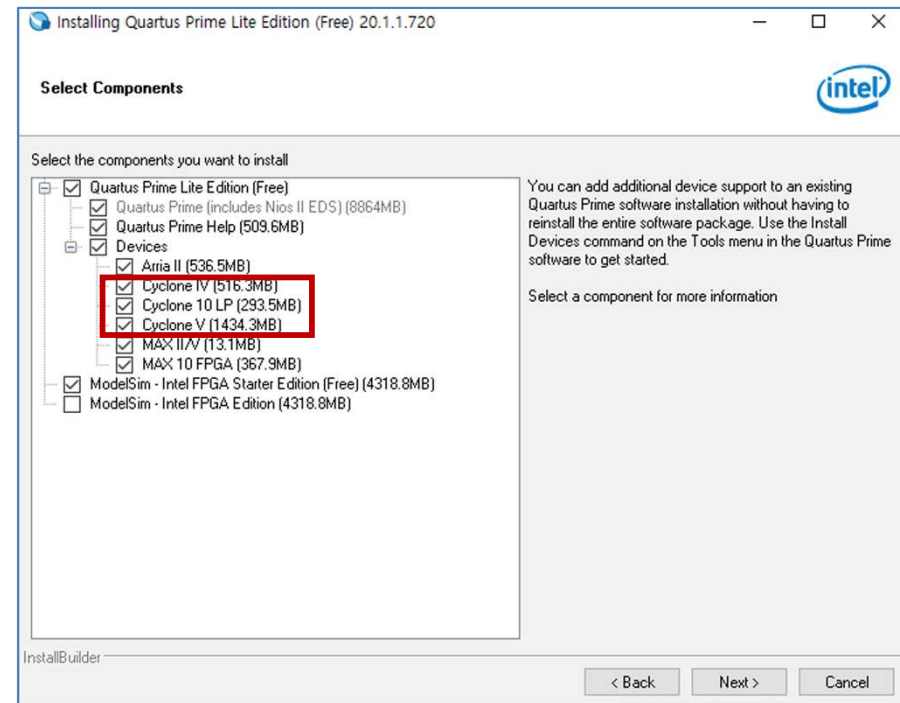 Installing Quartus Prime Lite Edition (Free) 20.1.1.720
Select Components
intel
Select the components you want to install
Quartus Prime Lite Edition (Free)
Quartus Prime (includes Nios II EDS) (8864MB)
Quartus Prime Help (509.6MB)
Devices
Arria II (536.5MB)
Cyclone IV (516.3MB)
Cyclone 10 LP (293.5MB)
Cyclone V (1434.3MB)
MAX II/V (13.1MB)
MAX 10 FPGA (367.9MB)
ModelSim - Intel FPGA Starter Edition (Free) (4318.8MB)
ModelSim - Intel FPGA Edition (4318.8MB)
You can add additional device support to an existing
Quartus Prime software installation without having to
reinstall the entire software package. Use the Install
Devices command on the Tools menu in the Quartus Prime
software to get started.
Select a component for more information
InstallBuilder
< Back
Next >
Cancel